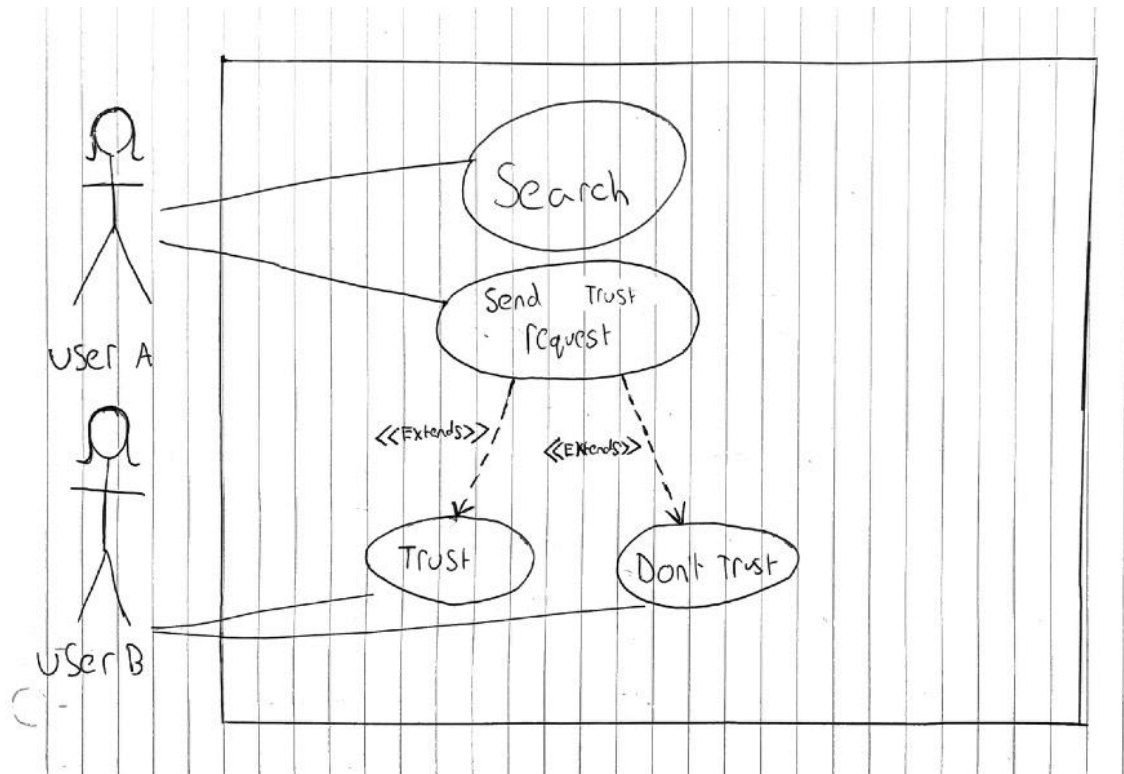 Search
Send Trust
request
User A
<<Extends>>
<<Extends>>
Trust
Don't Trust
User B